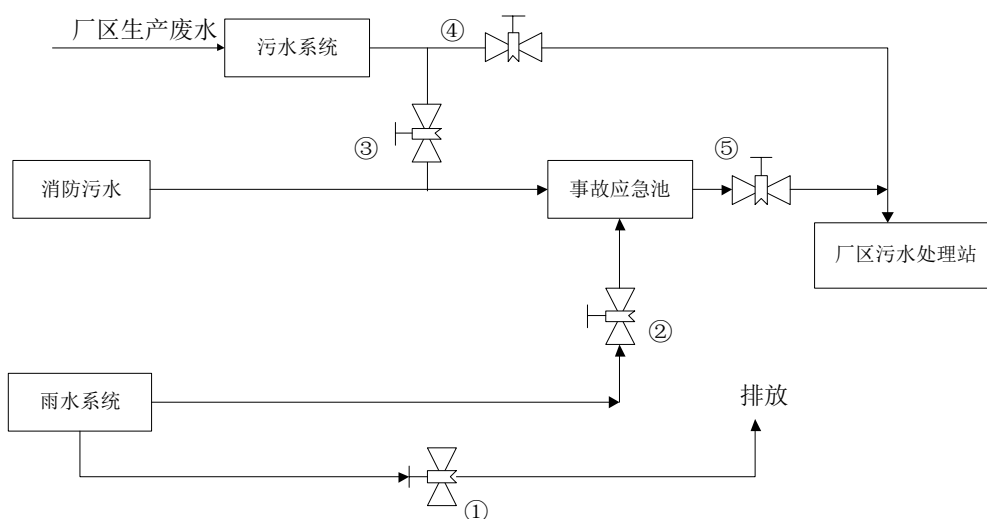 厂区生产废水
污水系统
④
③
⑤
消防污水
事故应急池
厂区污水处理站
②
雨水系统
排放
①